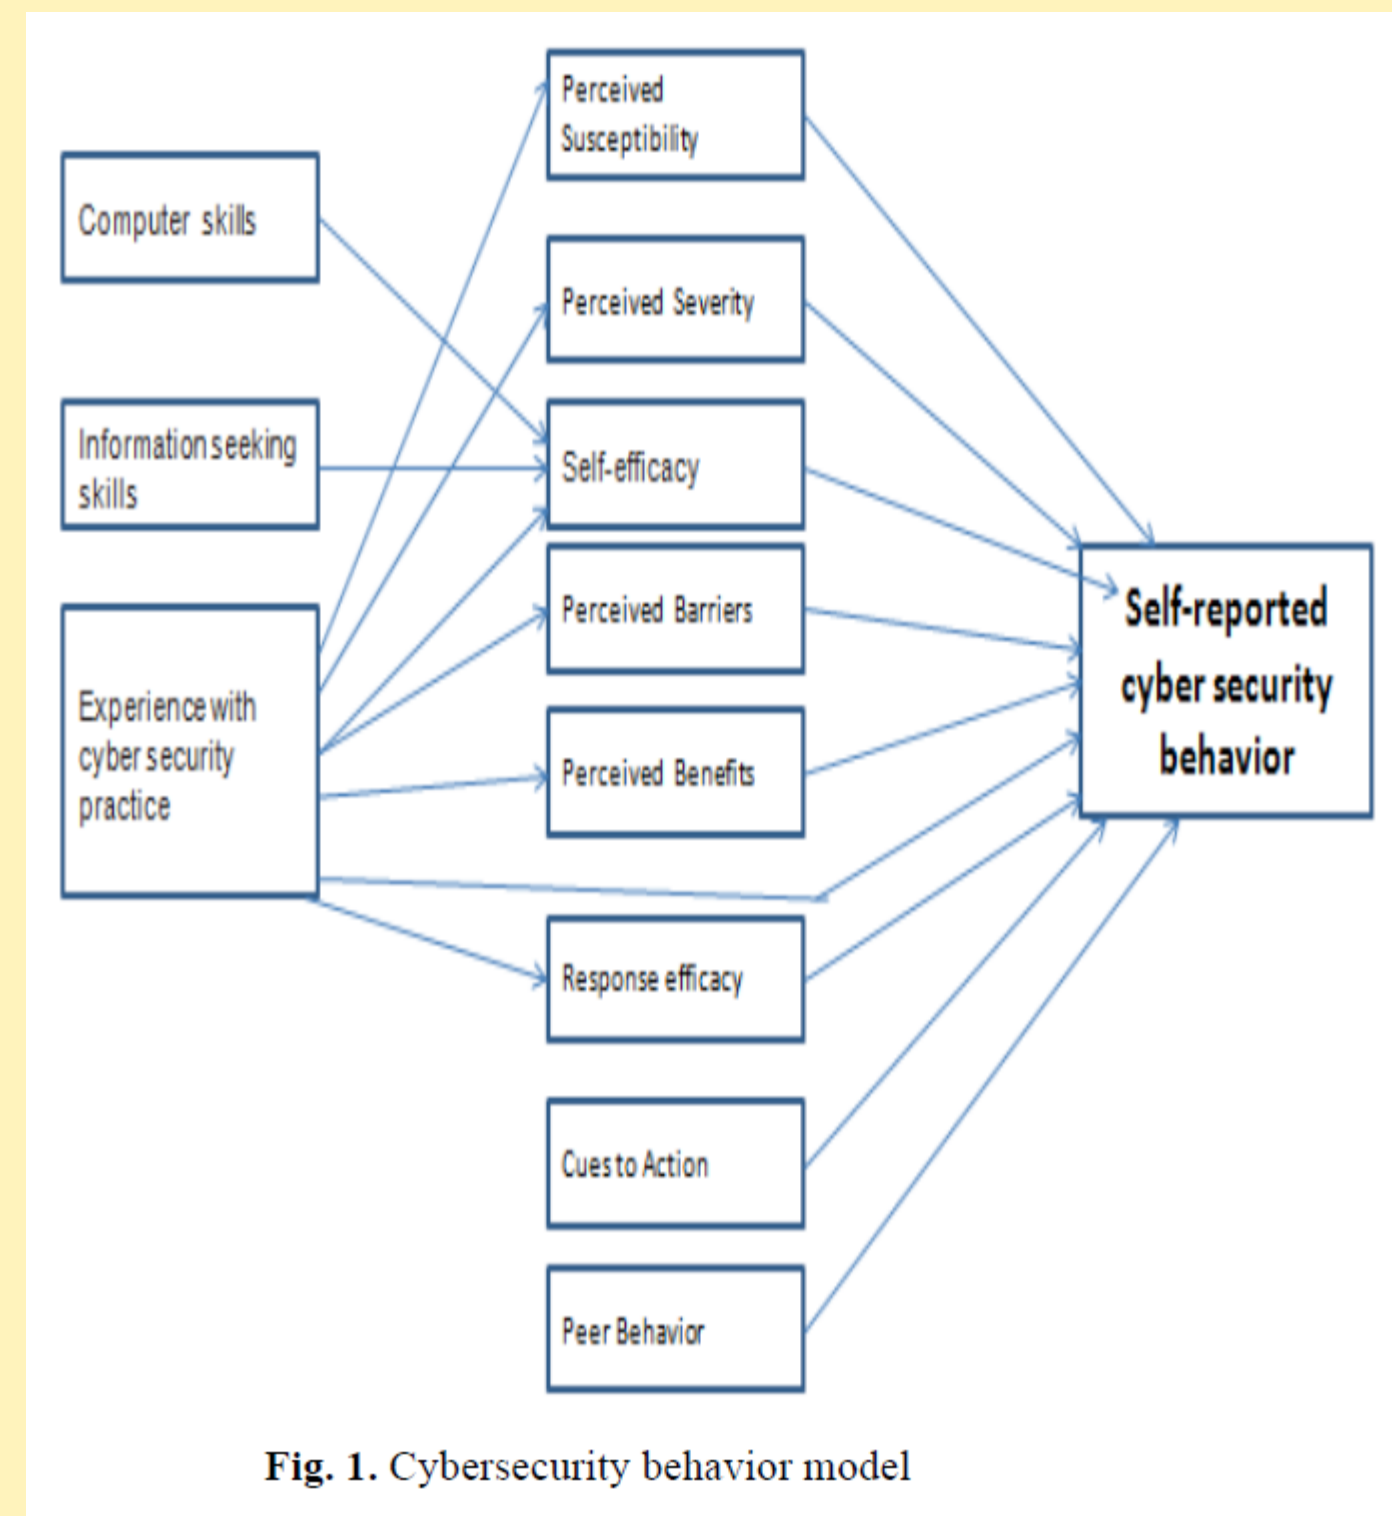 Computer skills
Information seeking
skills
Experience with
cyber security
practice
Perceived
Susceptibility
Perceived Severity
Self-efficacy
Perceived Barriers
Perceived Benefits
Response efficacy
Cues to Action
Peer Behavior
Self-reported
cyber security
behavior
Fig. 1. Cybersecurity behavior model